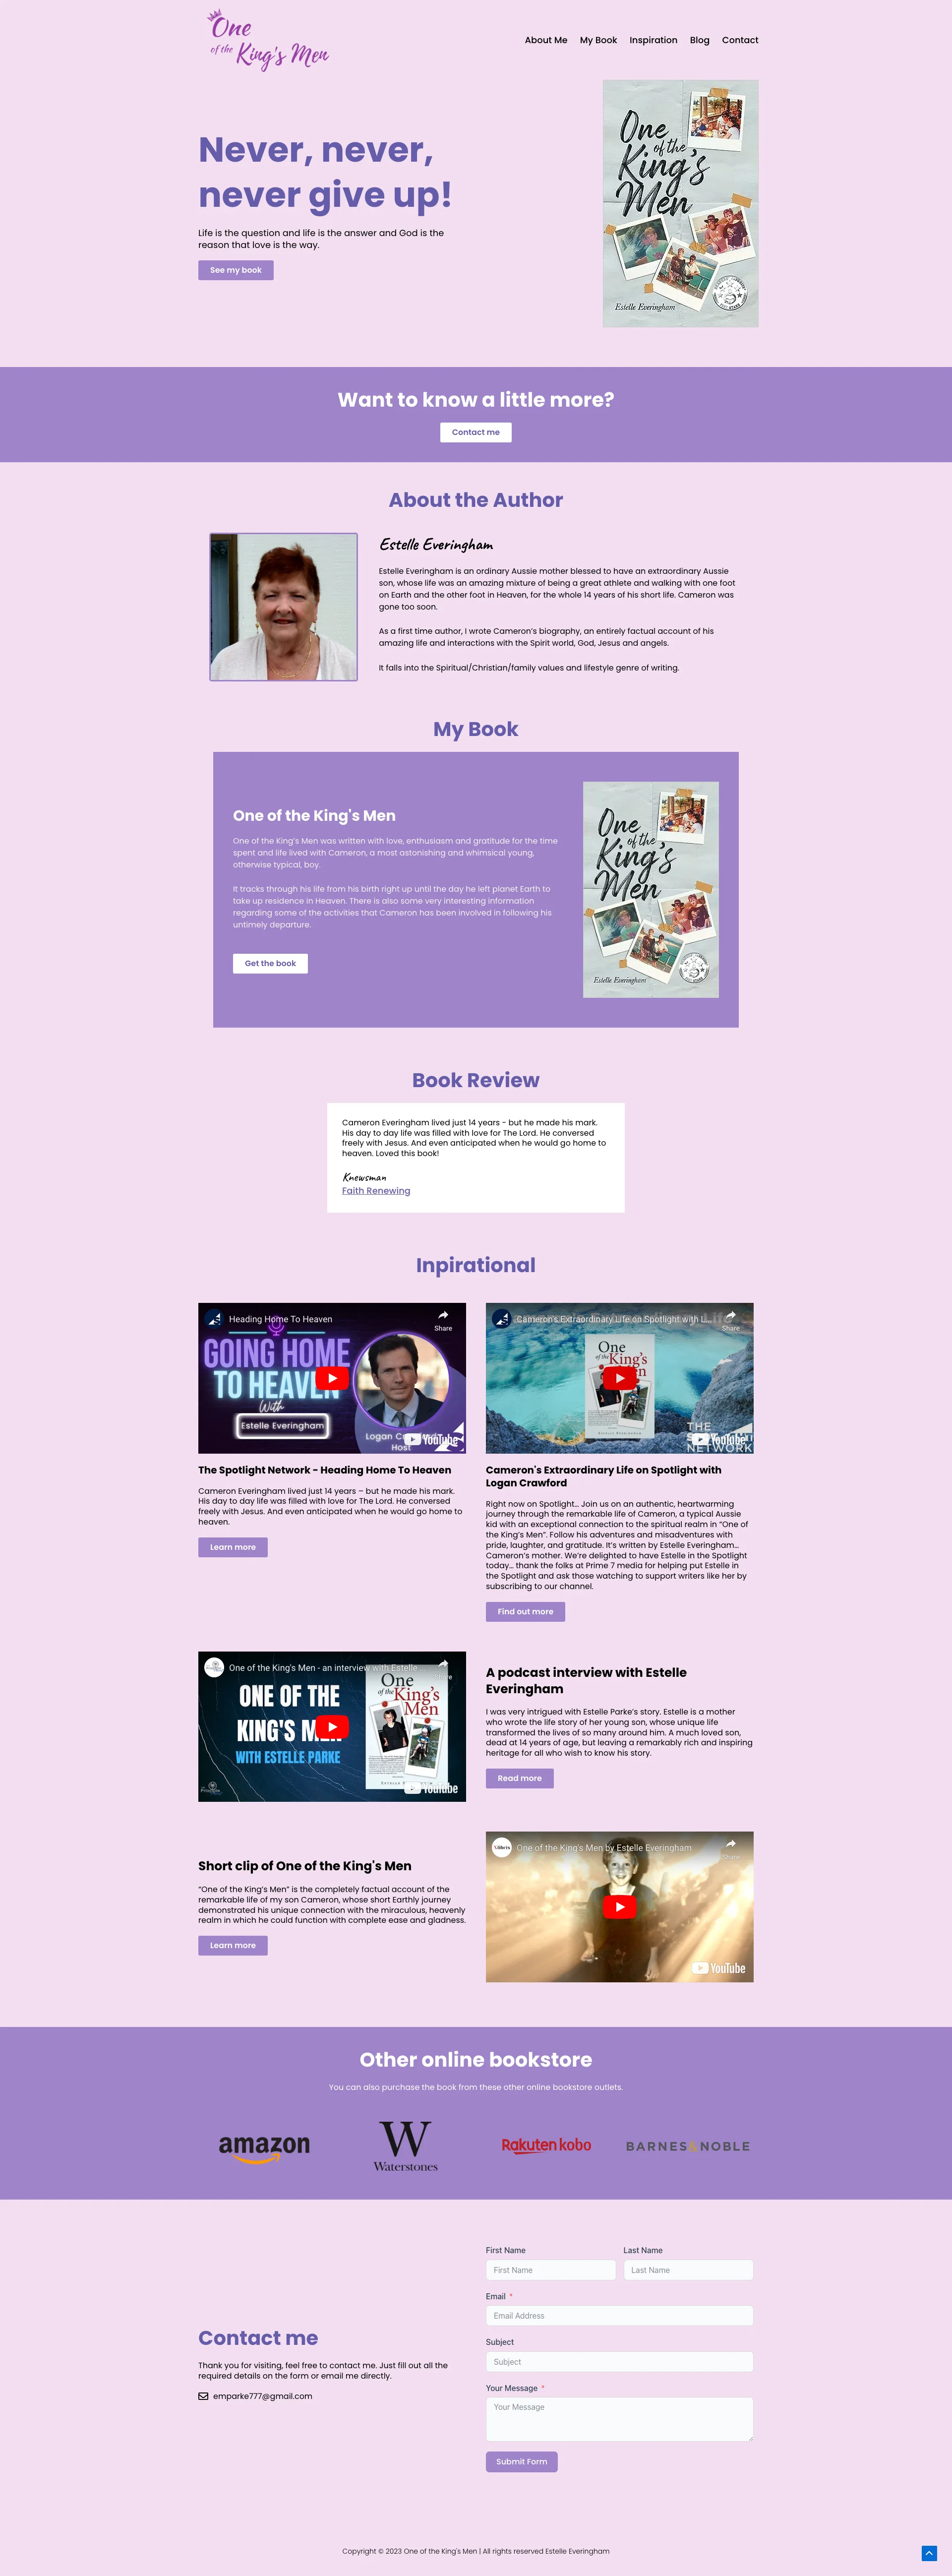 One
of the King's Men
About Me My Book Inspiration Blog Contact
Never, never,
never give up!
Life is the question and life is the answer and God is the
reason that love is the way.
See my book
One
of the
King's
Men
Estelle Everingham
Want to know a little more?
Contact me
About the Author
Estelle Everingham
Estelle Everingham is an ordinary Aussie mother blessed to have an extraordinary Aussie
son, whose life was an amazing mixture of being a great athlete and walking with one foot
on Earth and the other foot in Heaven, for the whole 14 years of his short life. Cameron was
gone too soon.
As a first time author, I wrote Cameron's biography, an entirely factual account of his
amazing life and interactions with the Spirit world, God, Jesus and angels.
It falls into the Spiritual/Christian/family values and lifestyle genre of writing.
My Book
One of the King's Men
One of the King's Men was written with love, enthusiasm and gratitude for the time
spent and life lived with Cameron, a most astonishing and whimsical young,
otherwise typical, boy.
It tracks through his life from his birth right up until the day he left planet Earth to
take up residence in Heaven. There is also some very interesting information
regarding some of the activities that Cameron has been involved in following his
untimely departure.
Get the book
One
of the
King's
Men
Estelle Everingham
Book Review
Cameron Everingham lived just 14 years - but he made his mark.
His day to day life was filled with love for The Lord. He conversed
freely with Jesus. And even anticipated when he would go home to
heaven. Loved this book!
Knewsman
Faith Renewing
Inpirational
Heading Home To Heaven
Share
GOING HOME
TO HEAVEN
With
Estelle Everingham
Logan
Host
YouTube
The Spotlight Network - Heading Home To Heaven
Cameron Everingham lived just 14 years – but he made his mark.
His day to day life was filled with love for The Lord. He conversed
freely with Jesus. And even anticipated when he would go home to
heaven.
Learn more
Cameron's Extraordinary Life on Spotlight with Li...
Share
One
of the King's
THE
NETWORK
YouTube
Cameron's Extraordinary Life on Spotlight with
Logan Crawford
Right now on Spotlight... Join us on an authentic, heartwarming
journey through the remarkable life of Cameron, a typical Aussie
kid with an exceptional connection to the spiritual realm in “One of
the King's Men”. Follow his adventures and misadventures with
pride, laughter, and gratitude. It's written by Estelle Everingham...
Cameron's mother. We're delighted to have Estelle in the Spotlight
today... thank the folks at Prime 7 media for helping put Estelle in
the Spotlight and ask those watching to support writers like her by
subscribing to our channel.
Find out more
One of the King's Men - an interview with Estelle
ONE OF THE
KING'S MEN
WITH ESTELLE PARKE
One
of the King's
Men
YouTube
A podcast interview with Estelle
Everingham
I was very intrigued with Estelle Parke's story. Estelle is a mother
who wrote the life story of her young son, whose unique life
transformed the lives of so many around him. A much loved son,
dead at 14 years of age, but leaving a remarkably rich and inspiring
heritage for all who wish to know his story.
Read more
Short clip of One of the King's Men
“One of the King's Men” is the completely factual account of the
remarkable life of my son Cameron, whose short Earthly journey
demonstrated his unique connection with the miraculous, heavenly
realm in which he could function with complete ease and gladness.
Learn more
One of the King's Men by Estelle Everingham
Share
YouTube
Other online bookstore
You can also purchase the book from these other online bookstore outlets.
amazon
W
Waterstones
Rakuten kobo
BARNES & NOBLE
Contact me
Thank you for visiting, feel free to contact me. Just fill out all the
required details on the form or email me directly.
emparke777@gmail.com
First Name Last Name
First Name Last Name
Email *
Email Address
Subject
Subject
Your Message *
Your Message
Submit Form
Copyright © 2023 One of the King's Men | All rights reserved Estelle Everingham